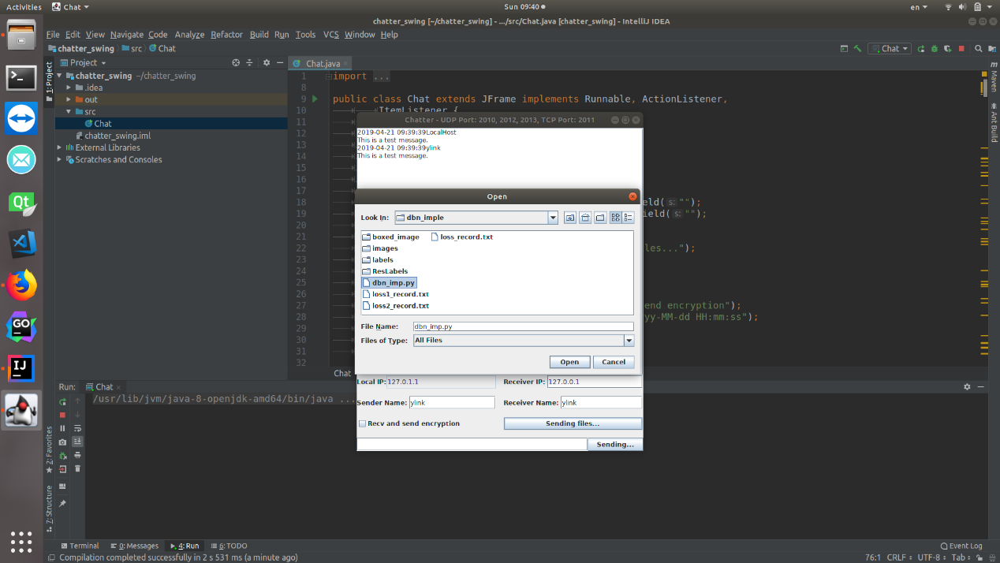 Activities Chat Sun 09:40 en
chatter_swing [~/chatter_swing] - .../src/Chat.java [chatter_swing] - IntelliJ IDEA
File Edit View Navigate Code Analyze Refactor Build Run Tools VCS Window Help
chatter_swing src Chat Chat
1: Project
Project
Chat.java
chatter_swing ~/chatter_swing
.idea
out
src
Chat
chatter_swing.iml
External Libraries
Scratches and Consoles
1 import ...
8
9 public class Chat extends JFrame implements Runnable, ActionListener,
10 ItemListener {
11
12
13
14
15
16
17
18 ield( s: "");
19 ield( s: "");
20
21
22 les...");
23
24
25
26
27 end encryption");
28 yy-MM-dd HH:mm:ss");
29
30
31
32
Chat
Maven
Ant Build
Chatter - UDP Port: 2010, 2012, 2013, TCP Port: 2011
2019-04-21 09:39:39LocalHost
This is a test message.
2019-04-21 09:39:39ylink
This is a test message.
Open
Look In: dbn_imple
boxed_image loss_record.txt
images
labels
ResLabels
dbn_imp.py
loss1_record.txt
loss2_record.txt
File Name: dbn_imp.py
Files of Type: All Files
Open Cancel
Local IP: 127.0.1.1 Receiver IP: 127.0.0.1
Sender Name: ylink Receiver Name: ylink
Recv and send encryption Sending files...
Sending...
Run: Chat
/usr/lib/jvm/java-8-openjdk-amd64/bin/java ...
2: Favorites
7: Structure
Terminal 0: Messages 4: Run 6: TODO Event Log
Compilation completed successfully in 2 s 531 ms (a minute ago) 76:1 CRLF UTF-8 Tab